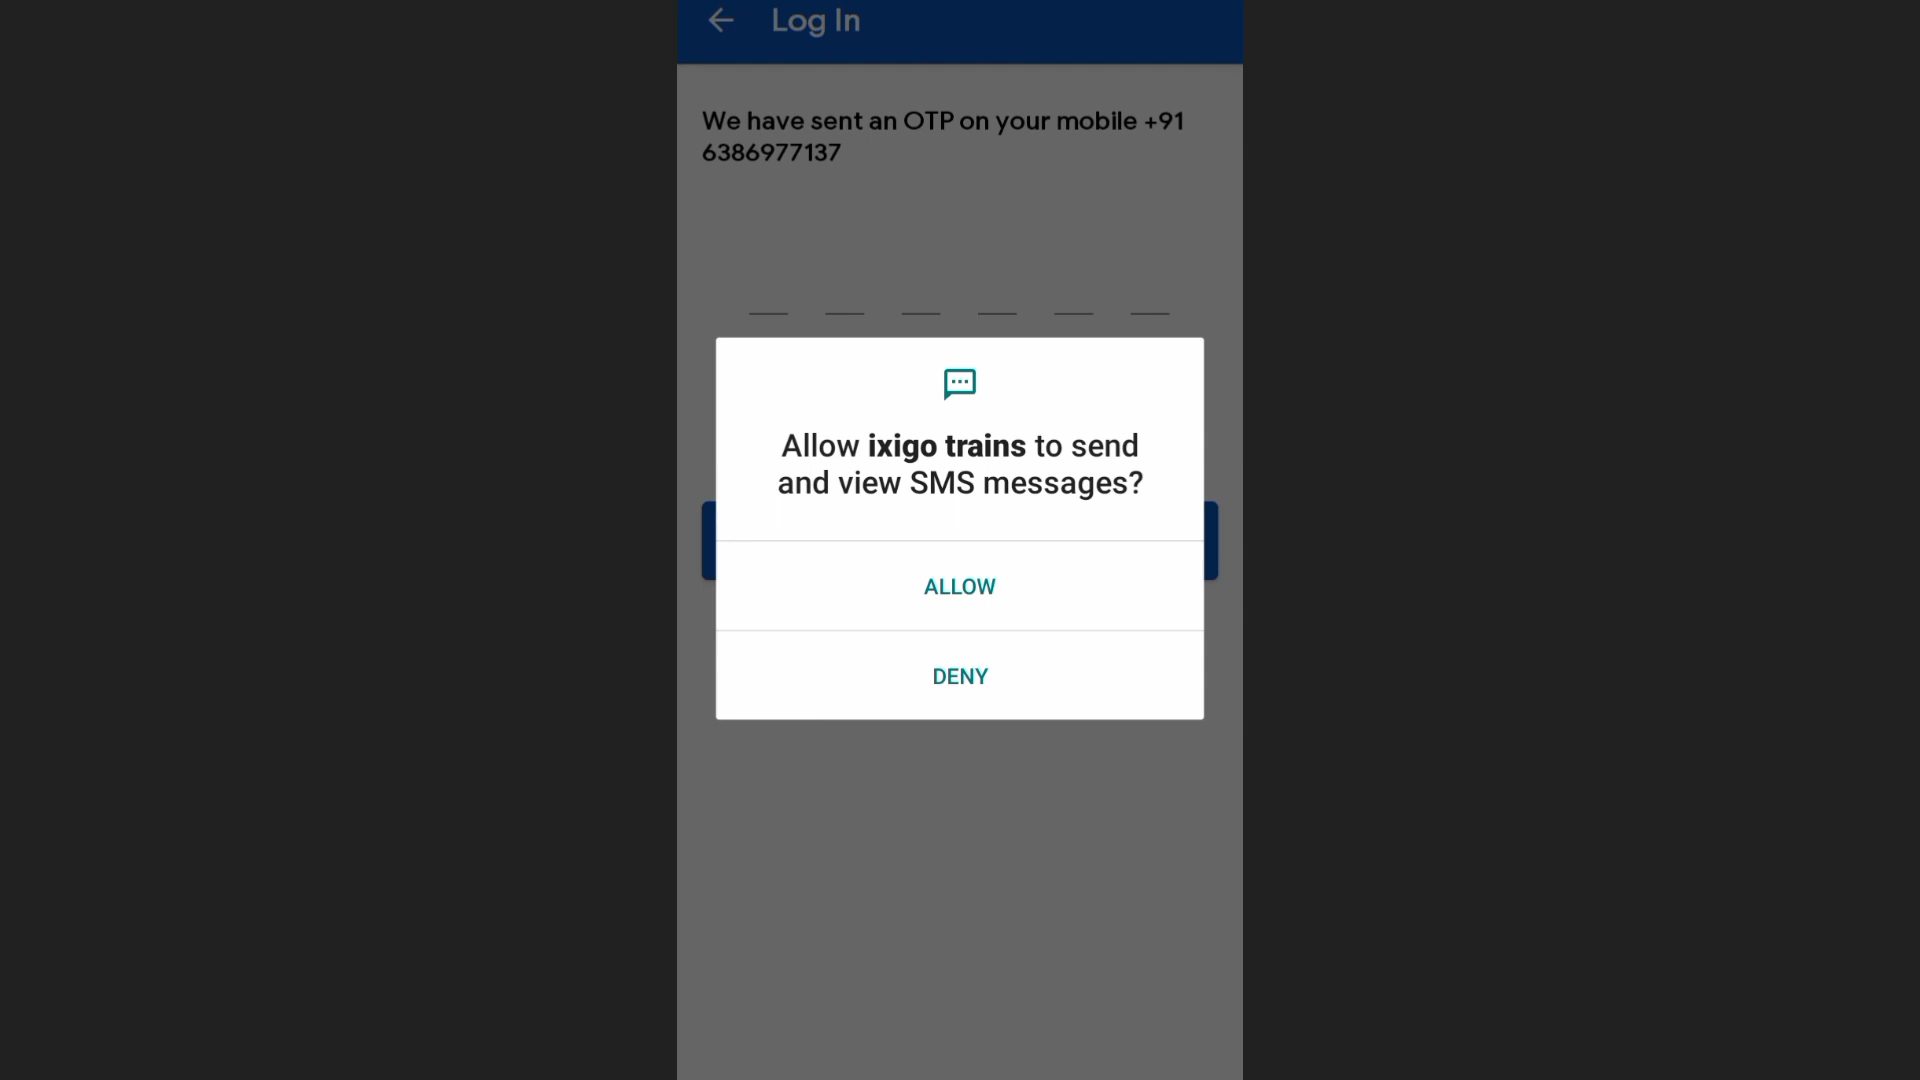 Log In
We have sent an OTP on your mobile +91
6386977137
Allow ixigo trains to send
and view SMS messages?
ALLOW
DENY